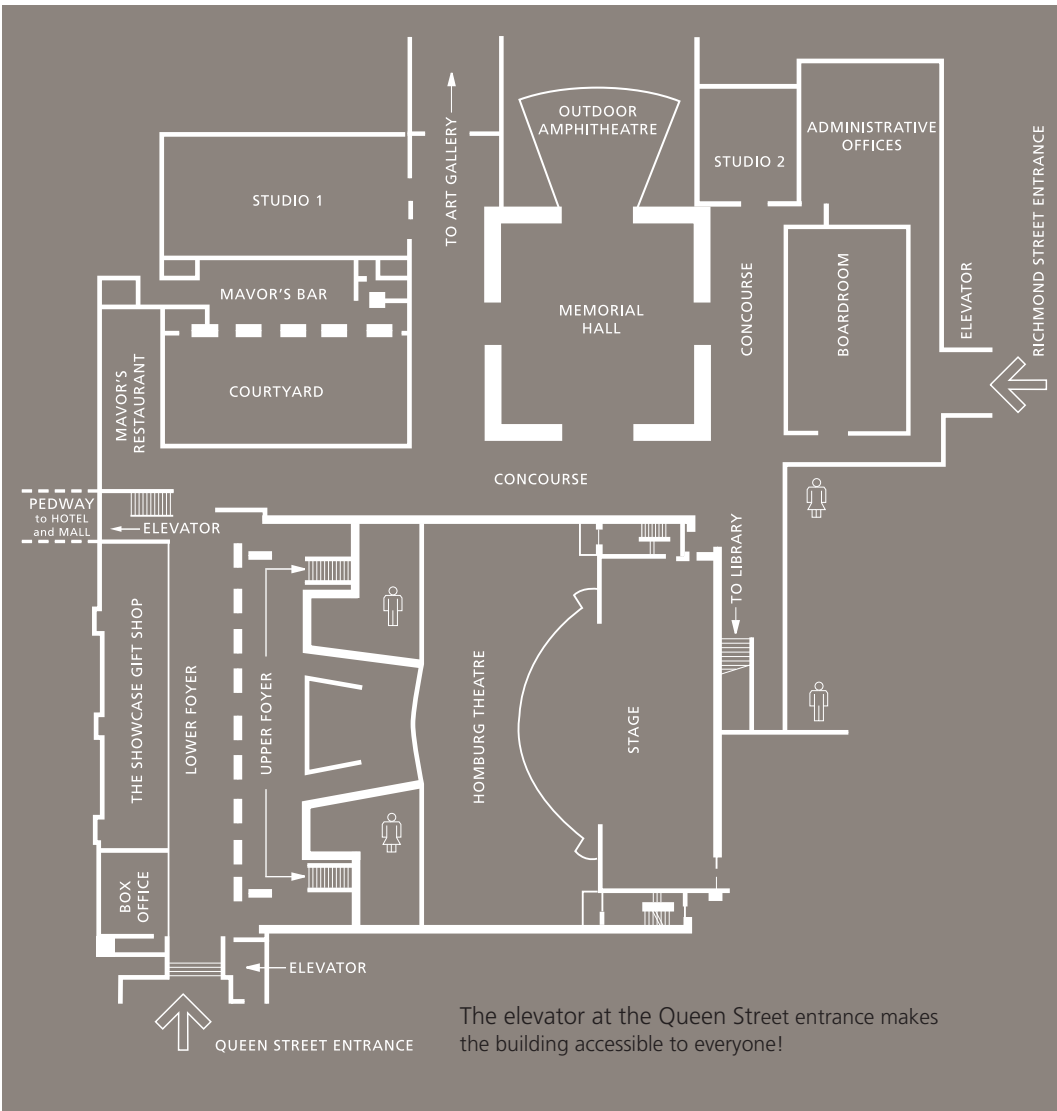 OUTDOOR
AMPHITHEATRE
TO ART GALLERY
STUDIO 1
STUDIO 2
ADMINISTRATIVE
OFFICES
RICHMOND STREET ENTRANCE
ELEVATOR
MAVOR'S BAR
MEMORIAL
HALL
CONCOURSE
BOARDROOM
MAVOR'S
RESTAURANT
COURTYARD
CONCOURSE
PEDWAY
to HOTEL
and MALL
ELEVATOR
TO LIBRARY
THE SHOWCASE GIFT SHOP
LOWER FOYER
UPPER FOYER
HOMBURG THEATRE
STAGE
BOX
OFFICE
ELEVATOR
QUEEN STREET ENTRANCE
The elevator at the Queen Street entrance makes
the building accessible to everyone!